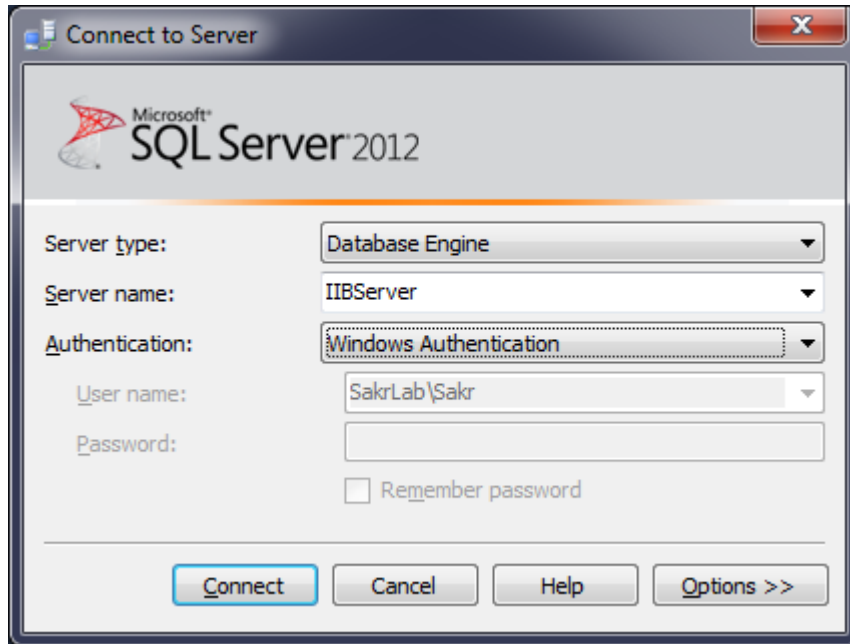 Connect to Server
Microsoft®
SQL Server® 2012
Server type: Database Engine
Server name: IIBServer
Authentication: Windows Authentication
User name: SakrLab\Sakr
Password:
Remember password
Connect Cancel Help Options >>